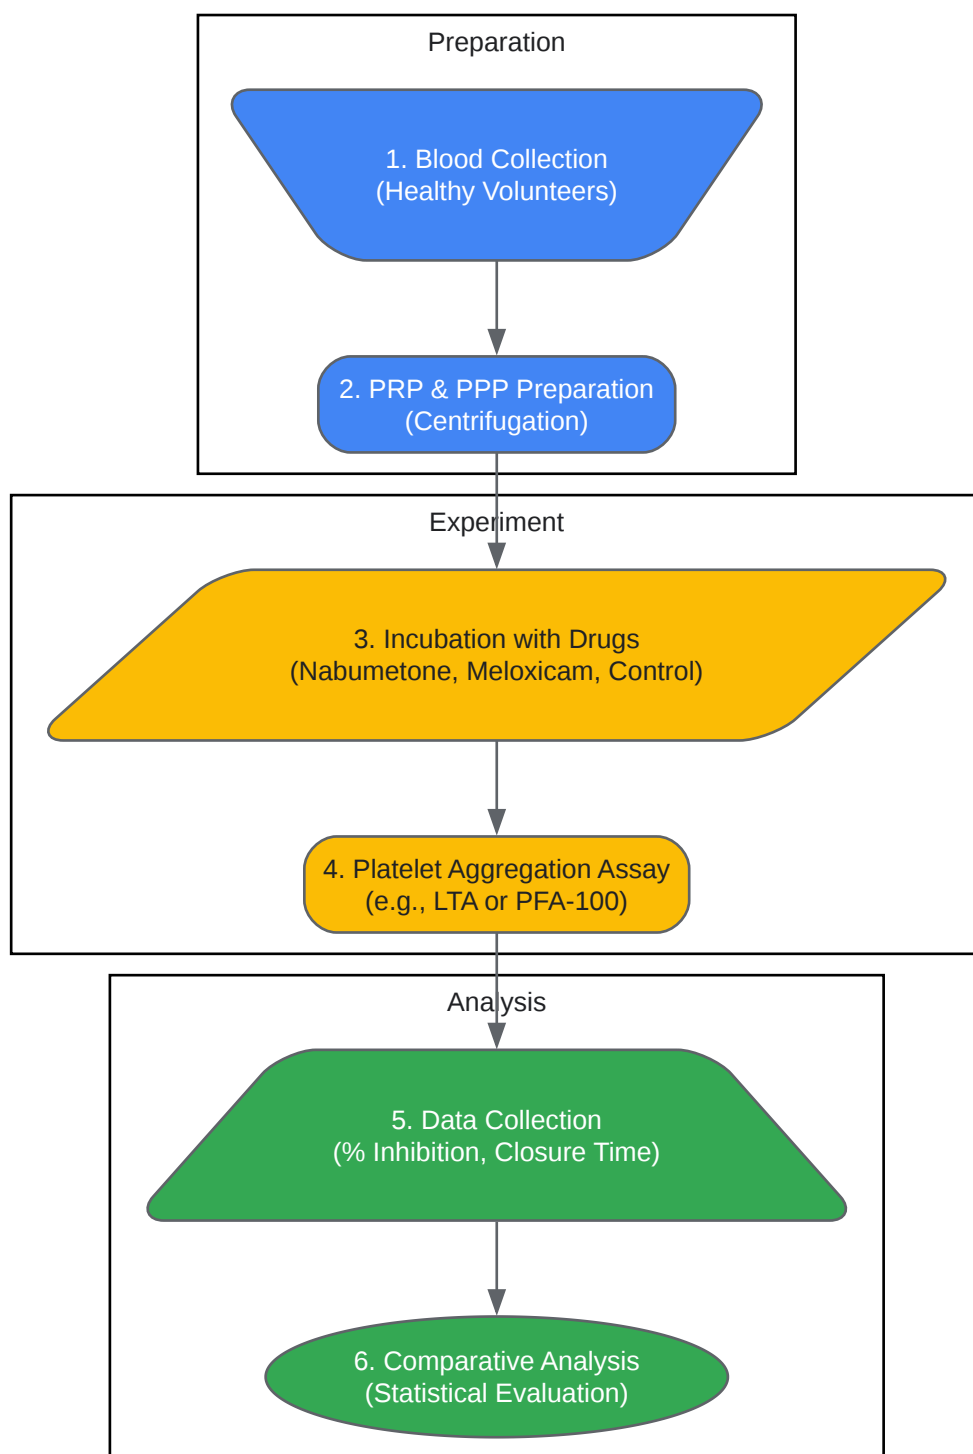 Preparation
1. Blood Collection
(Healthy Volunteers)
2. PRP & PPP Preparation
(Centrifugation)
Experiment
3. Incubation with Drugs
(Nabumetone, Meloxicam, Control)
4. Platelet Aggregation Assay
(e.g., LTA or PFA-100)
Analysis
5. Data Collection
(% Inhibition, Closure Time)
6. Comparative Analysis
(Statistical Evaluation)